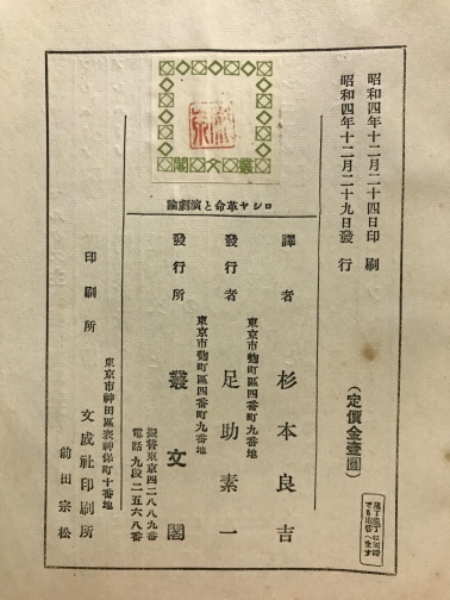 昭和四年十二月二十四日印刷
昭和四年十二月二十九日發行
(定價金壹圓)
閣文叢
論劇演と命革ヤシロ
譯者 杉本良吉
東京市麴町區四番町九番地
發行者 足助素一
東京市麴町區四番町九番地
發行所 叢文閣
振替東京四二八八九番
電話九段二五六八番
東京市神田區裏神保町十番地
印刷所 文成社印刷所
前田宗松